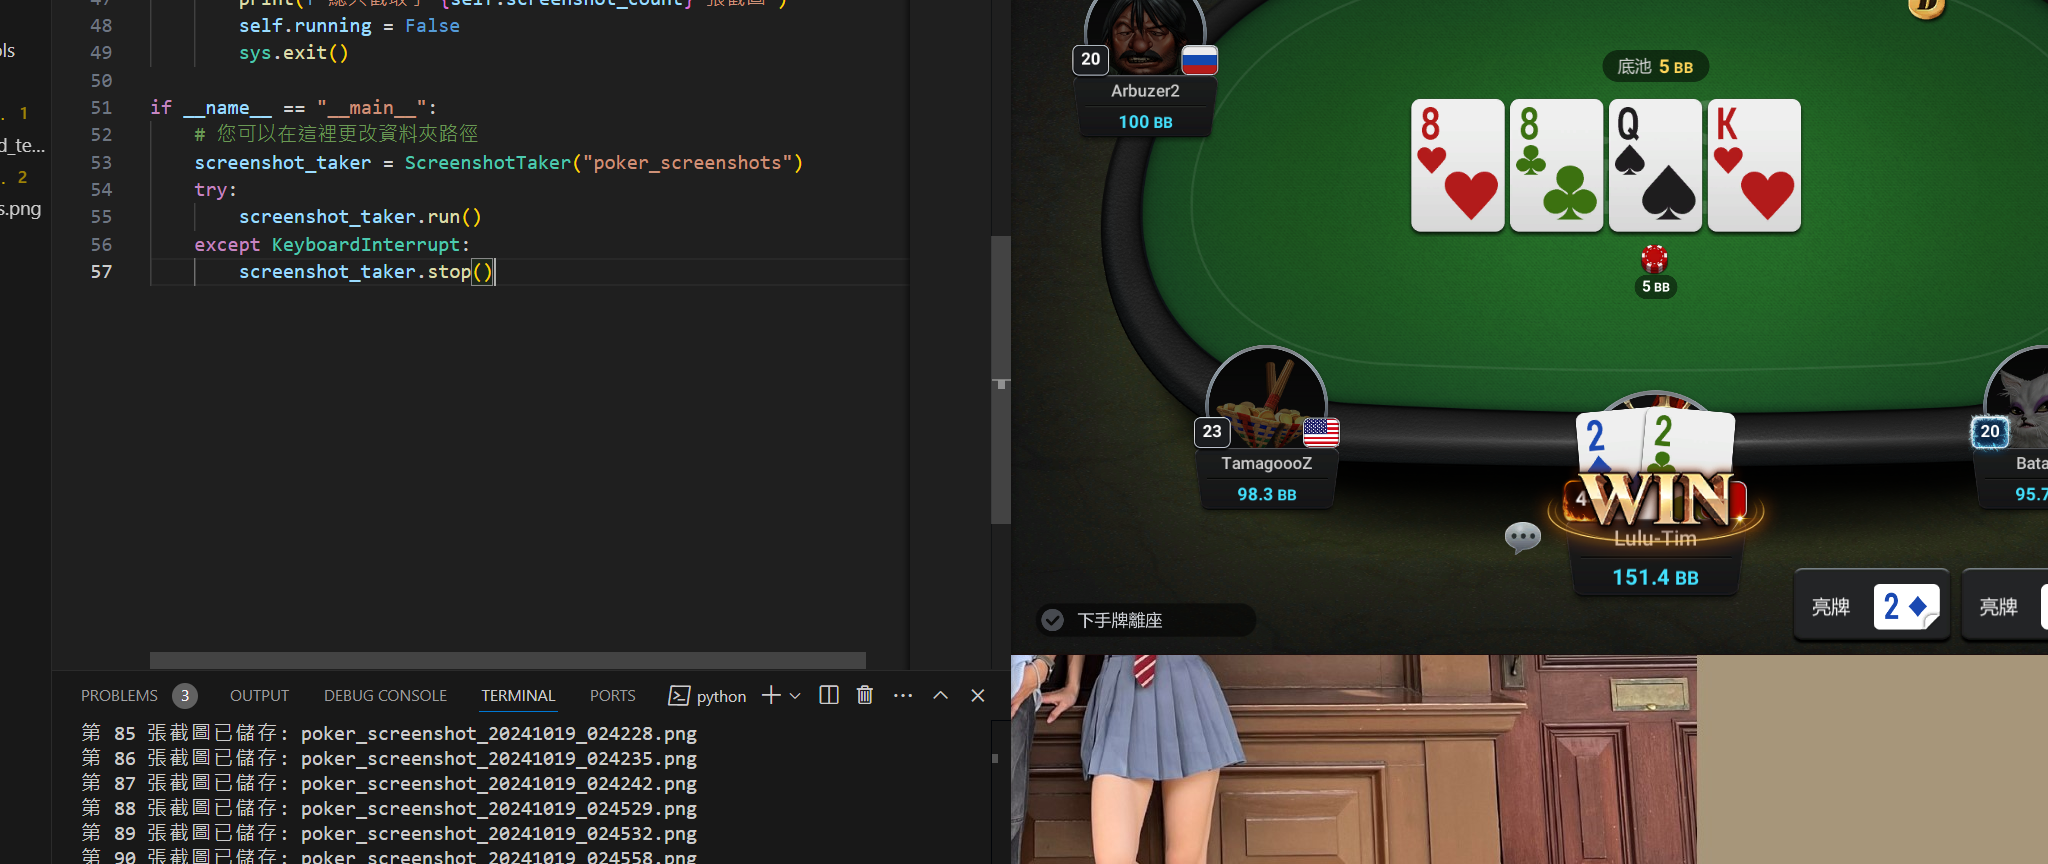 ols
. 1
d_te...
. 2
s.png
47
48 self.running = False
49 sys.exit()
50
51 if __name__ == "__main__":
52 # 您可以在這裡更改資料夾路徑
53 screenshot_taker = ScreenshotTaker("poker_screenshots")
54 try:
55 screenshot_taker.run()
56 except KeyboardInterrupt:
57 screenshot_taker.stop()
PROBLEMS 3 OUTPUT DEBUG CONSOLE TERMINAL PORTS python
第 85 張截圖已儲存: poker_screenshot_20241019_024228.png
第 86 張截圖已儲存: poker_screenshot_20241019_024235.png
第 87 張截圖已儲存: poker_screenshot_20241019_024242.png
第 88 張截圖已儲存: poker_screenshot_20241019_024529.png
第 89 張截圖已儲存: poker_screenshot_20241019_024532.png
第 90 張截圖已儲存: poker_screenshot_20241019_024558.png
D
20
Arbuzer2
100 BB
底池 5 BB
8 8 Q K
5 BB
23
TamagoooZ
98.3 BB
2 2
4
WIN
Lulu-Tim
151.4 BB
20
Bata
95.7
下手牌離座
亮牌 2
亮牌